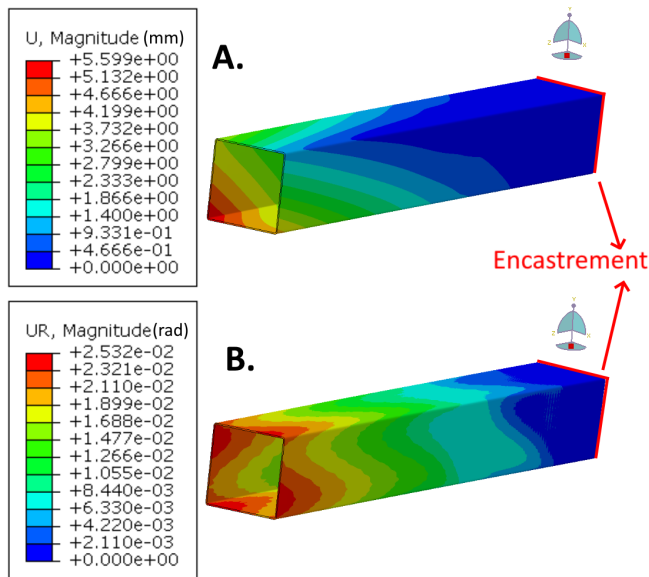 U, Magnitude (mm)
+5.599e+00
+5.132e+00
+4.666e+00
+4.199e+00
+3.732e+00
+3.266e+00
+2.799e+00
+2.333e+00
+1.866e+00
+1.400e+00
+9.331e-01
+4.666e-01
+0.000e+00
A.
Y
Z
X
Encastrement
UR, Magnitude(rad)
+2.532e-02
+2.321e-02
+2.110e-02
+1.899e-02
+1.688e-02
+1.477e-02
+1.266e-02
+1.055e-02
+8.440e-03
+6.330e-03
+4.220e-03
+2.110e-03
+0.000e+00
B.
Y
Z
X